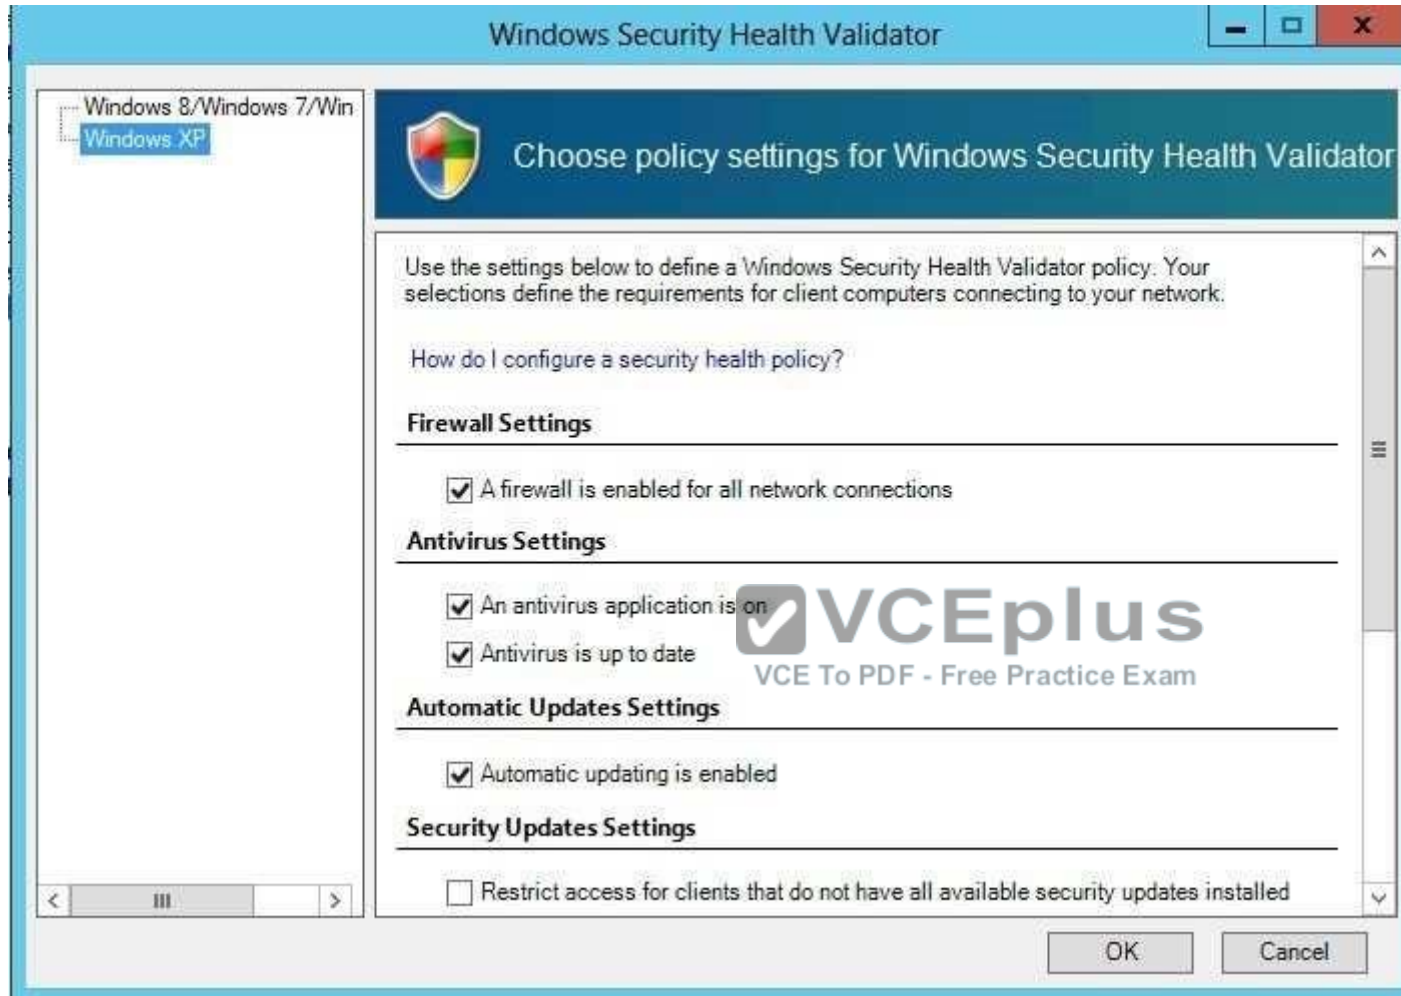 Windows Security Health Validator
Windows 8/Windows 7/Win
Windows XP
Choose policy settings for Windows Security Health Validator
Use the settings below to define a Windows Security Health Validator policy. Your
selections define the requirements for client computers connecting to your network.
How do I configure a security health policy?
Firewall Settings
A firewall is enabled for all network connections
Antivirus Settings
An antivirus application is on
Antivirus is up to date
VCEplus
VCE To PDF - Free Practice Exam
Automatic Updates Settings
Automatic updating is enabled
Security Updates Settings
Restrict access for clients that do not have all available security updates installed
OK
Cancel